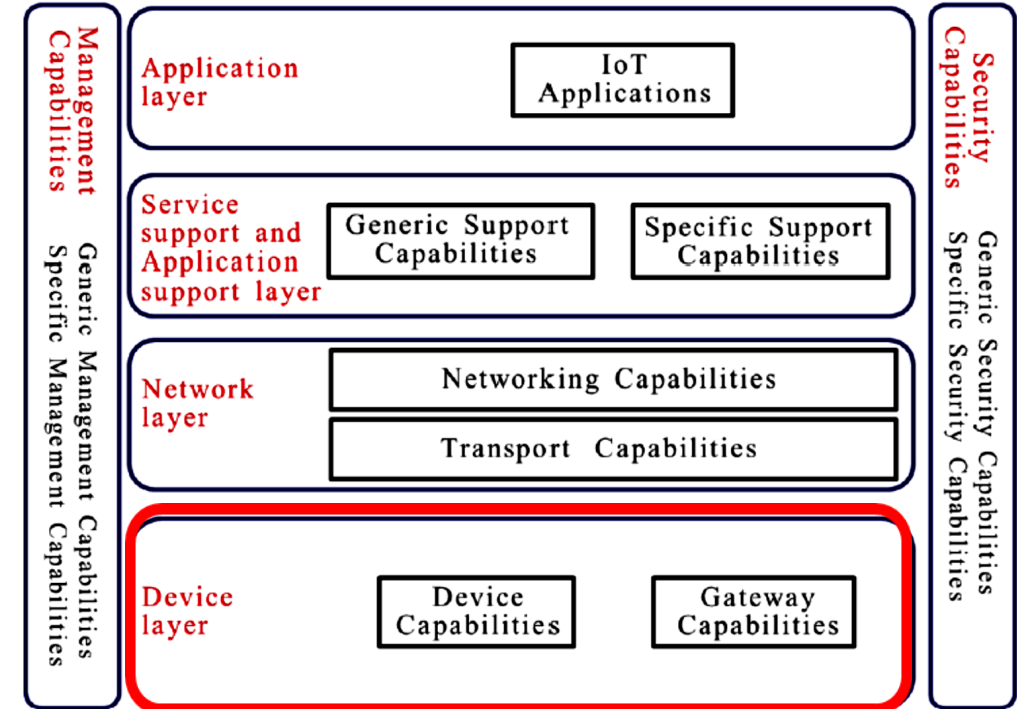 Management
Capabilities
Generic Management Capabilities
Specific Management Capabilities
Application
layer
IoT
Applications
Service
support and
Application
support layer
Generic Support
Capabilities
Specific Support
Capabilities
Network
layer
Networking Capabilities
Transport Capabilities
Device
layer
Device
Capabilities
Gateway
Capabilities
Security
Capabilities
Generic Security Capabilities
Specific Security Capabilities